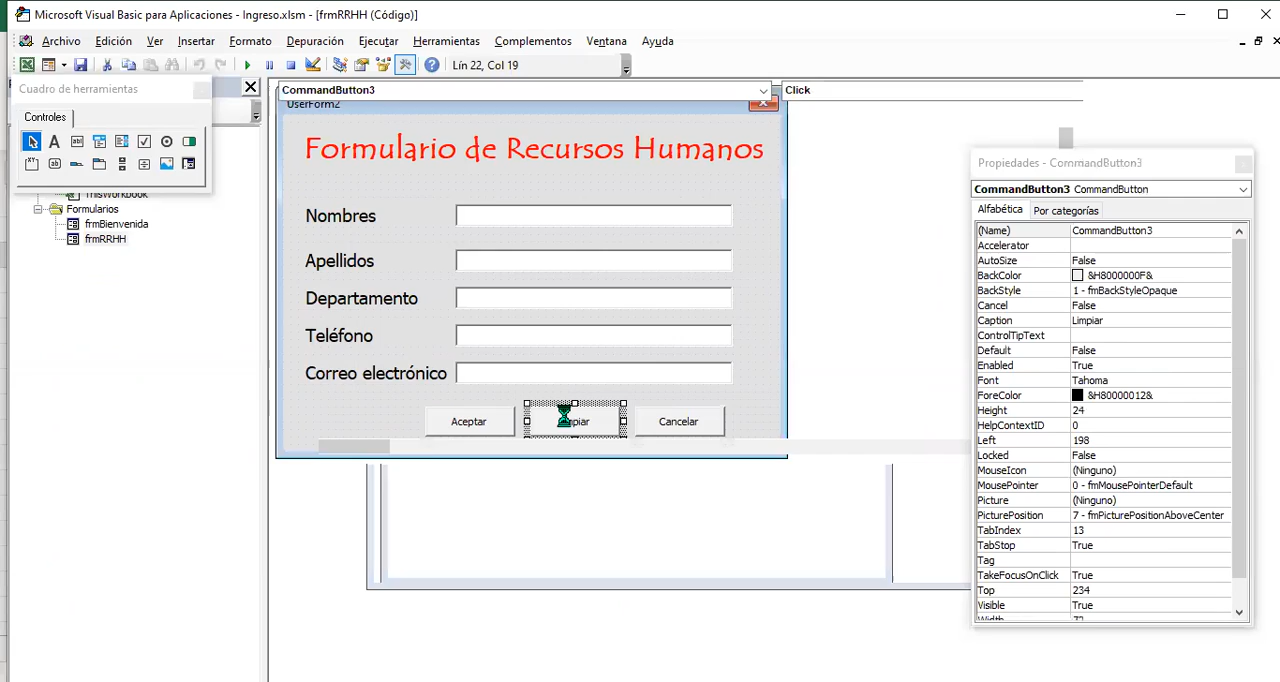 Microsoft Visual Basic para Aplicaciones - Ingreso.xlsm - [frmRRHH (Código)]
Archivo Edición Ver Insertar Formato Depuración Ejecutar Herramientas Complementos Ventana Ayuda
Lín 22, Col 19
Cuadro de herramientas
Controles
ThisWorkbook
Formularios
frmBienvenida
frmRRHH
CommandButton3
Click
UserForm2
Formulario de Recursos Humanos
Nombres
Apellidos
Departamento
Teléfono
Correo electrónico
Aceptar
Cancelar
Propiedades - CommandButton3
CommandButton3 CommandButton
Alfabética Por categorías
(Name) CommandButton3
Accelerator
AutoSize False
BackColor &H8000000F&
BackStyle 1 - fmBackStyleOpaque
Cancel False
Caption Limpiar
ControlTipText
Default False
Enabled True
Font Tahoma
ForeColor &H80000012&
Height 24
HelpContextID 0
Left 198
Locked False
MouseIcon (Ninguno)
MousePointer 0 - fmMousePointerDefault
Picture (Ninguno)
PicturePosition 7 - fmPicturePositionAboveCenter
TabIndex 13
TabStop True
Tag
TakeFocusOnClick True
Top 234
Visible True
Width 72